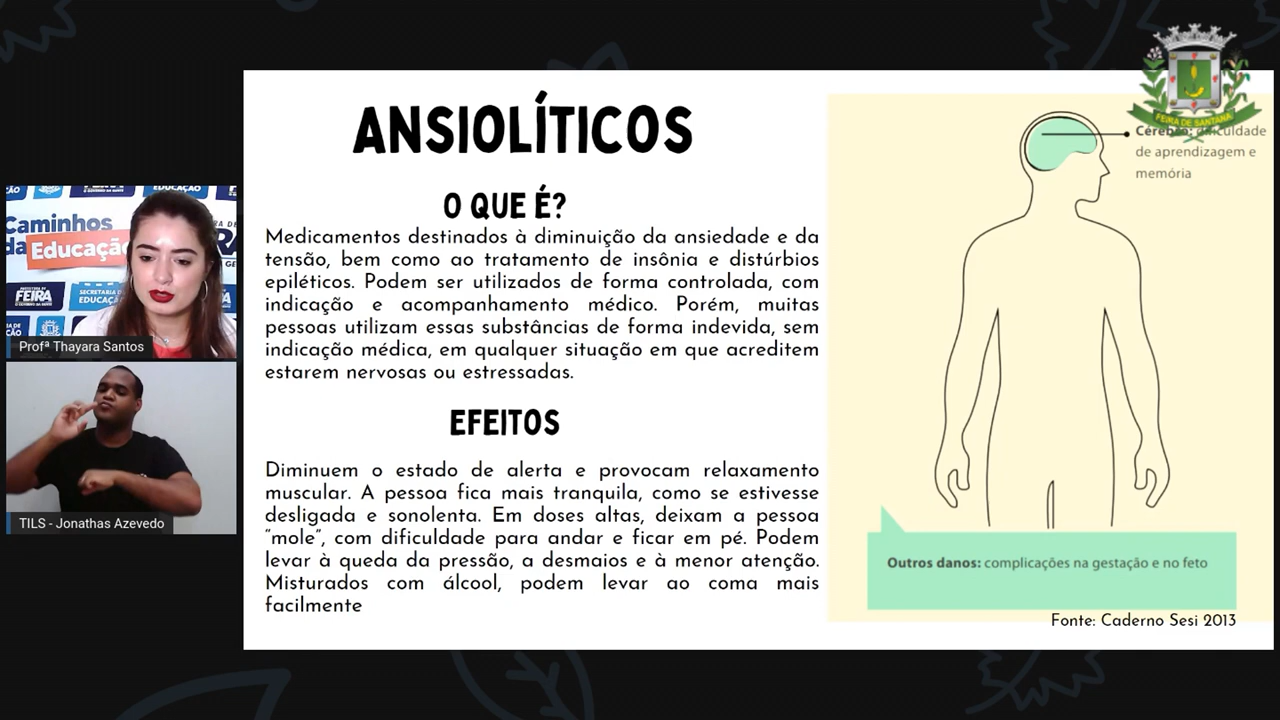 ANSIOLÍTICOS
O QUE É?
Medicamentos destinados à diminuição da ansiedade e da
tensão, bem como ao tratamento de insônia e distúrbios
epiléticos. Podem ser utilizados de forma controlada, com
indicação e acompanhamento médico. Porém, muitas
pessoas utilizam essas substâncias de forma indevida, sem
indicação médica, em qualquer situação em que acreditem
estarem nervosas ou estressadas.
EFEITOS
Diminuem o estado de alerta e provocam relaxamento
muscular. A pessoa fica mais tranquila, como se estivesse
desligada e sonolenta. Em doses altas, deixam a pessoa
“mole”, com dificuldade para andar e ficar em pé. Podem
levar à queda da pressão, a desmaios e à menor atenção.
Misturados com álcool, podem levar ao coma mais
facilmente
FEIRA DE SANTANA
Cérebro: dificuldade
de aprendizagem e
memória
Outros danos: complicações na gestação e no feto
Fonte: Caderno Sesi 2013
EDUCAÇÃO
Caminhos
da Educação
FEIRA
SECRETARIA
EDUCAÇ
Profª Thayara Santos
TILS - Jonathas Azevedo